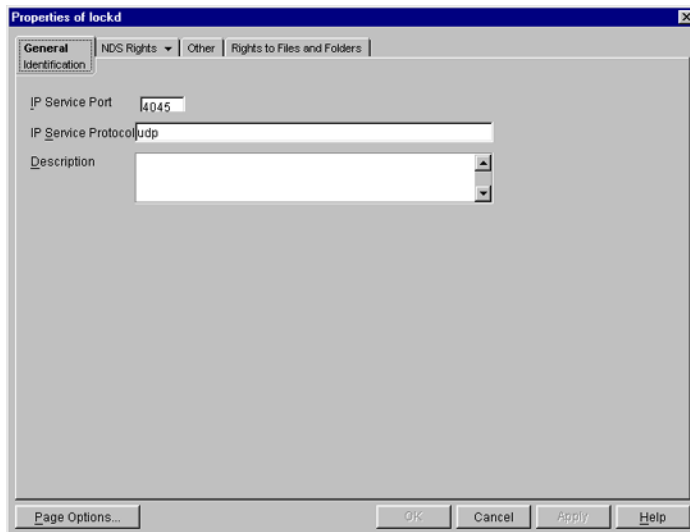 Properties of lockd
General NDS Rights Other Rights to Files and Folders
Identification
IP Service Port 4045
IP Service Protocol udp
Description
Page Options... OK Cancel Apply Help